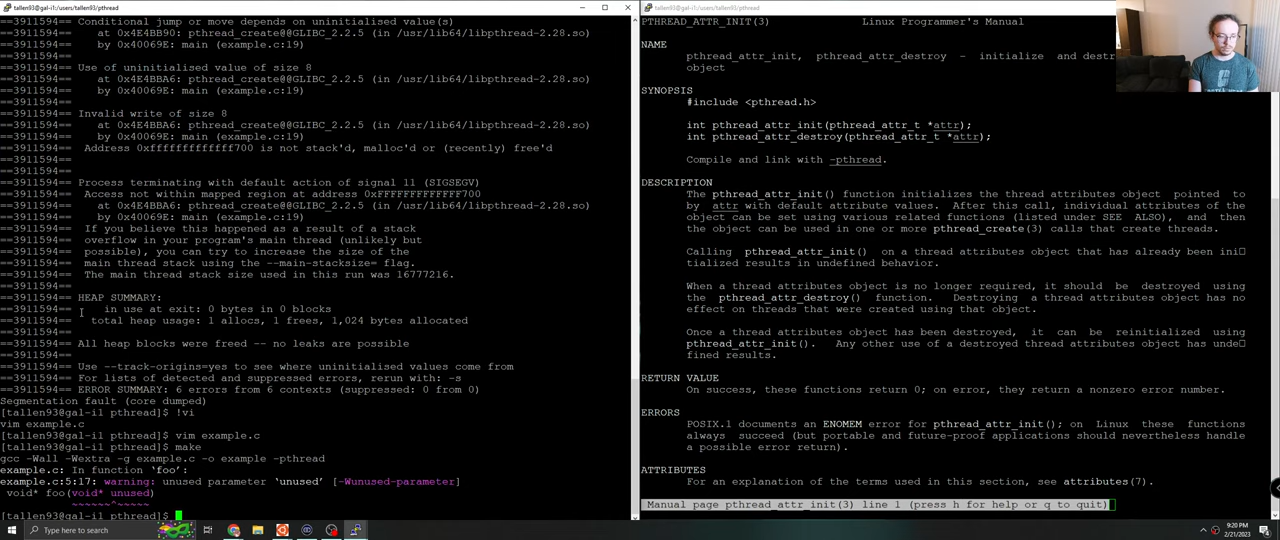 tallen93@gal-i1:/users/tallen93/pthread
==3911594== Conditional jump or move depends on uninitialised value(s)
==3911594==    at 0x4E4BB90: pthread_create@@GLIBC_2.2.5 (in /usr/lib64/libpthread-2.28.so)
==3911594==    by 0x40069E: main (example.c:19)
==3911594==
==3911594== Use of uninitialised value of size 8
==3911594==    at 0x4E4BBA6: pthread_create@@GLIBC_2.2.5 (in /usr/lib64/libpthread-2.28.so)
==3911594==    by 0x40069E: main (example.c:19)
==3911594==
==3911594== Invalid write of size 8
==3911594==    at 0x4E4BBA6: pthread_create@@GLIBC_2.2.5 (in /usr/lib64/libpthread-2.28.so)
==3911594==    by 0x40069E: main (example.c:19)
==3911594==  Address 0xfffffffffffff700 is not stack'd, malloc'd or (recently) free'd
==3911594==
==3911594==
==3911594== Process terminating with default action of signal 11 (SIGSEGV)
==3911594==  Access not within mapped region at address 0xFFFFFFFFFFFFF700
==3911594==    at 0x4E4BBA6: pthread_create@@GLIBC_2.2.5 (in /usr/lib64/libpthread-2.28.so)
==3911594==    by 0x40069E: main (example.c:19)
==3911594==  If you believe this happened as a result of a stack
==3911594==  overflow in your program's main thread (unlikely but
==3911594==  possible), you can try to increase the size of the
==3911594==  main thread stack using the --main-stacksize= flag.
==3911594==  The main thread stack size used in this run was 16777216.
==3911594==
==3911594== HEAP SUMMARY:
==3911594==     in use at exit: 0 bytes in 0 blocks
==3911594==   total heap usage: 1 allocs, 1 frees, 1,024 bytes allocated
==3911594==
==3911594== All heap blocks were freed -- no leaks are possible
==3911594==
==3911594== Use --track-origins=yes to see where uninitialised values come from
==3911594== For lists of detected and suppressed errors, rerun with: -s
==3911594== ERROR SUMMARY: 6 errors from 6 contexts (suppressed: 0 from 0)
Segmentation fault (core dumped)
[tallen93@gal-i1 pthread]$ !vi
vim example.c
[tallen93@gal-i1 pthread]$ vim example.c
[tallen93@gal-i1 pthread]$ make
gcc -Wall -Wextra -g example.c -o example -pthread
example.c: In function ‘foo’:
example.c:5:17: warning: unused parameter ‘unused’ [-Wunused-parameter]
 void* foo(void* unused)
           ~~~~~~^~~~~~
[tallen93@gal-i1 pthread]$
tallen93@gal-i1:/users/tallen93/pthread
PTHREAD_ATTR_INIT(3) Linux Programmer's Manual
NAME
pthread_attr_init, pthread_attr_destroy - initialize and destr
object
SYNOPSIS
#include <pthread.h>
int pthread_attr_init(pthread_attr_t *attr);
int pthread_attr_destroy(pthread_attr_t *attr);
Compile and link with -pthread.
DESCRIPTION
The pthread_attr_init() function initializes the thread attributes object pointed to
by attr with default attribute values. After this call, individual attributes of the
object can be set using various related functions (listed under SEE ALSO), and then
the object can be used in one or more pthread_create(3) calls that create threads.
Calling pthread_attr_init() on a thread attributes object that has already been ini
tialized results in undefined behavior.
When a thread attributes object is no longer required, it should be destroyed using
the pthread_attr_destroy() function. Destroying a thread attributes object has no
effect on threads that were created using that object.
Once a thread attributes object has been destroyed, it can be reinitialized using
pthread_attr_init(). Any other use of a destroyed thread attributes object has unde
fined results.
RETURN VALUE
On success, these functions return 0; on error, they return a nonzero error number.
ERRORS
POSIX.1 documents an ENOMEM error for pthread_attr_init(); on Linux these functions
always succeed (but portable and future-proof applications should nevertheless handle
a possible error return).
ATTRIBUTES
For an explanation of the terms used in this section, see attributes(7).
Manual page pthread_attr_init(3) line 1 (press h for help or q to quit)
Type here to search
9:20 PM
2/21/2023